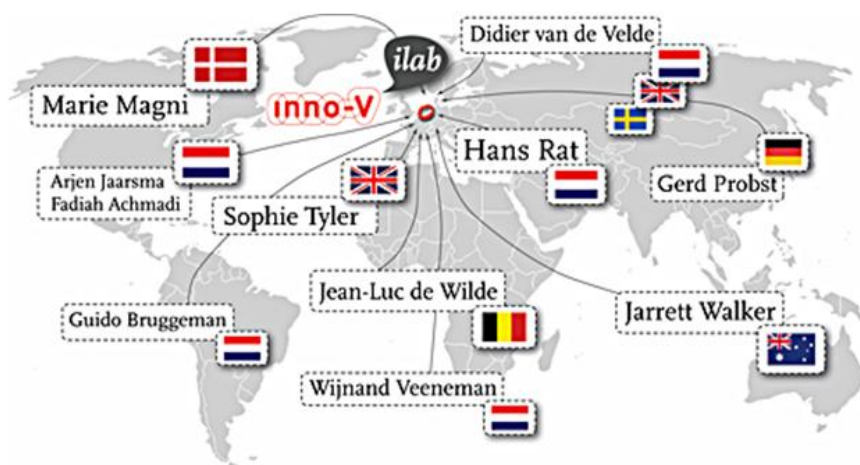 Didier van de Velde
ilab
Marie Magni
inno-V
Hans Rat
Arjen Jaarsma
Fadiah Achmadi
Gerd Probst
Sophie Tyler
Jean-Luc de Wilde
Jarrett Walker
Guido Bruggeman
Wijnand Veeneman